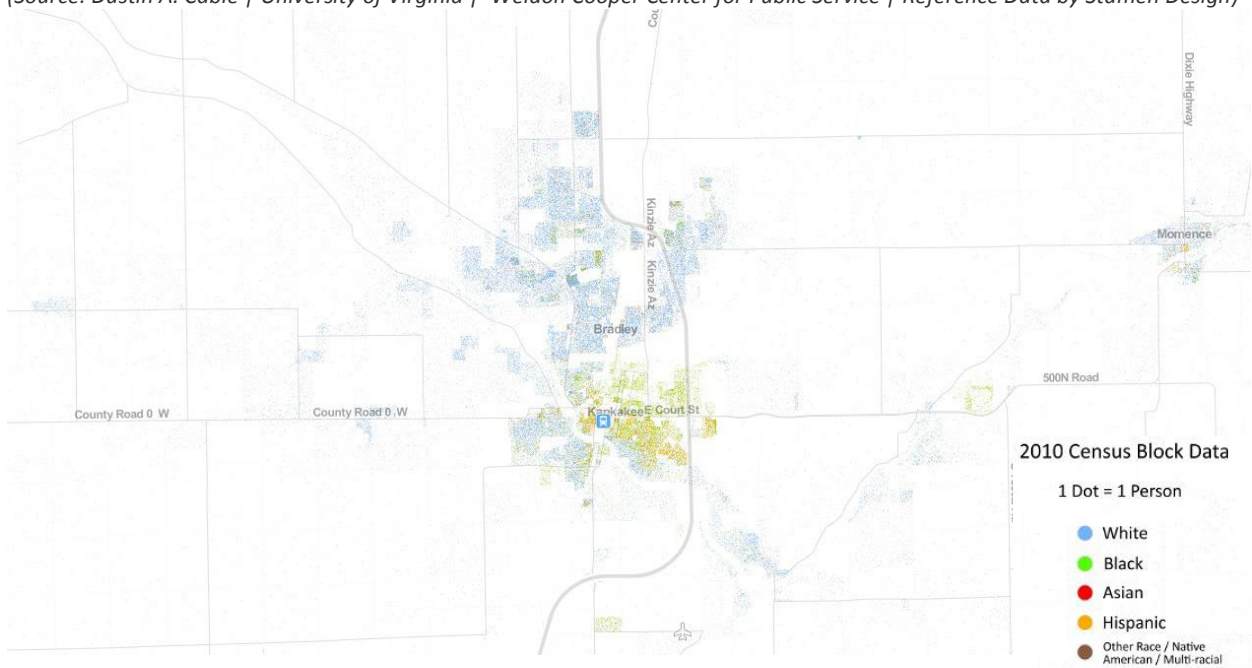 (Source: Dustin A. Cable | University of Virginia | Weldon Cooper Center for Public Service | Reference Data by Stamen Design)
Cou
Dixie Highway
Kinzie Az
Momence
Kinzie Az
Bradley
500N Road
County Road 0 W
County Road 0 .W
Kankakee
E Court St
2010 Census Block Data
1 Dot = 1 Person
White
Black
Asian
Hispanic
Other Race / Native
American / Multi-racial